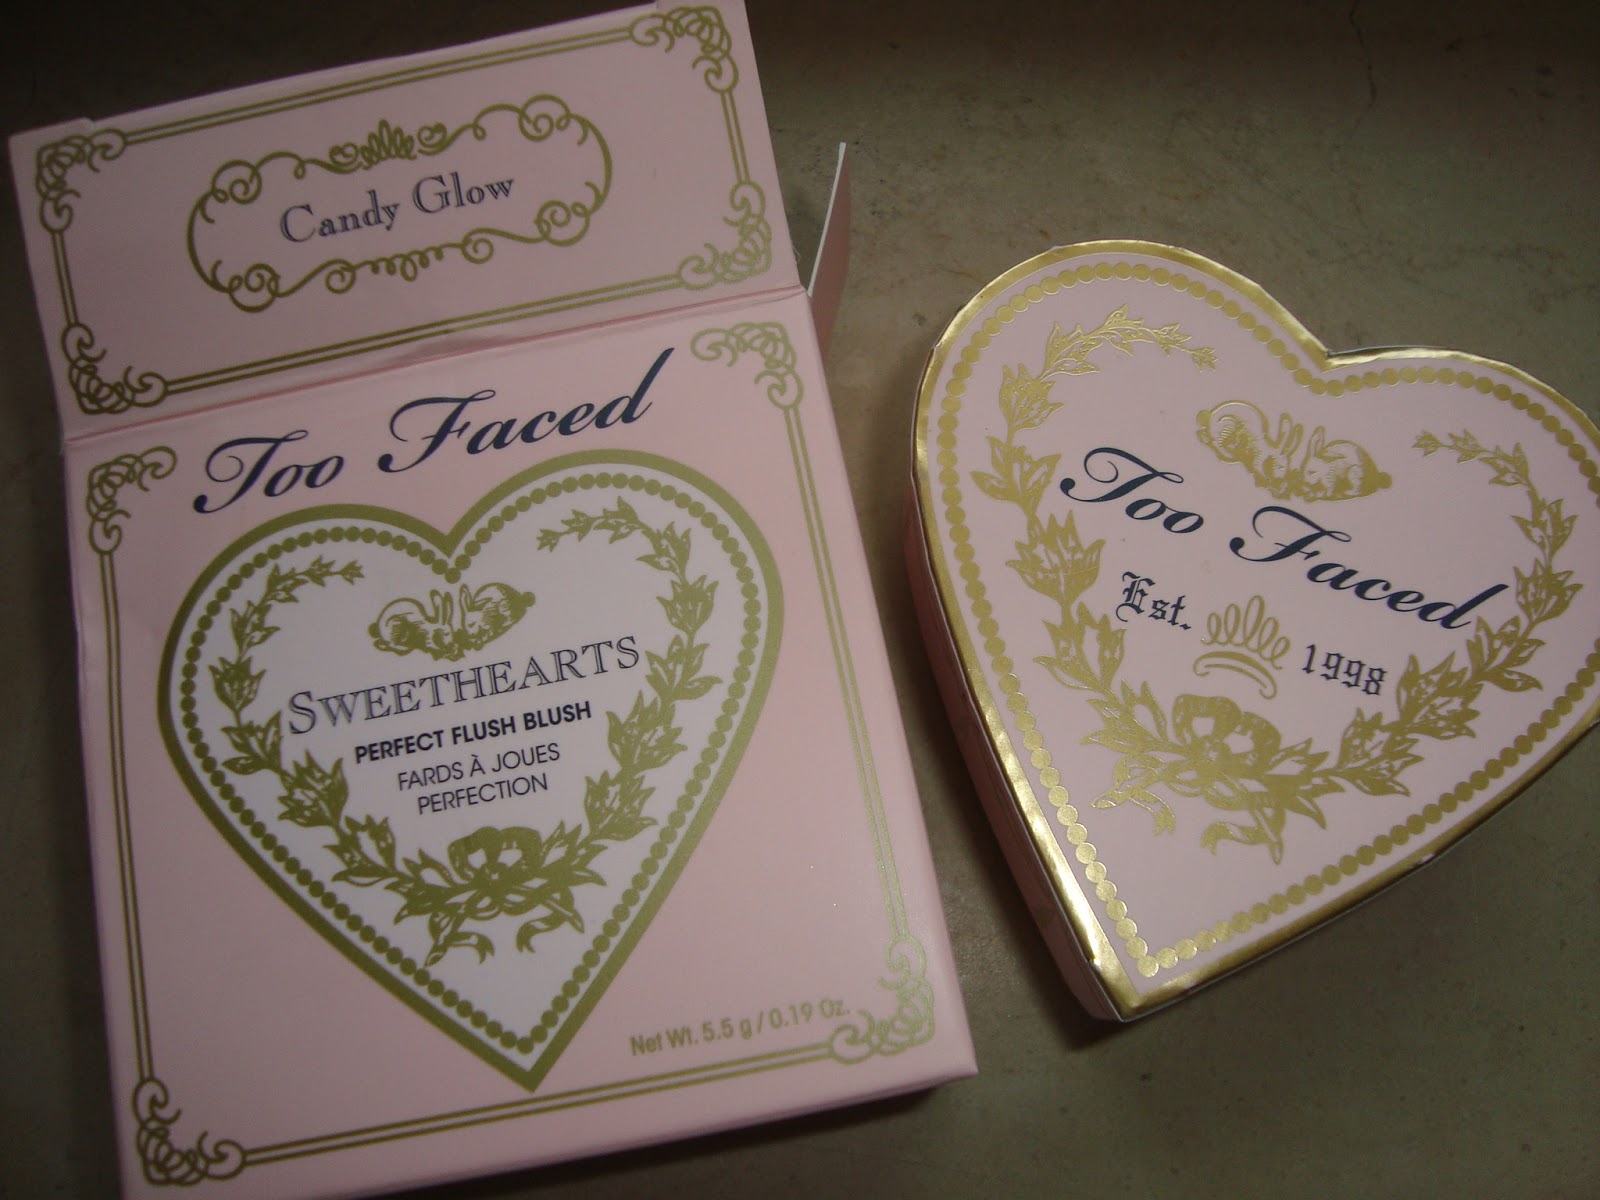 Candy Glow
Too Faced
SWEETHEARTS
PERFECT FLUSH BLUSH
FARDS À JOUES
PERFECTION
Net Wt. 5.5 g / 0.19 Oz.
Too Faced
Est. 1998